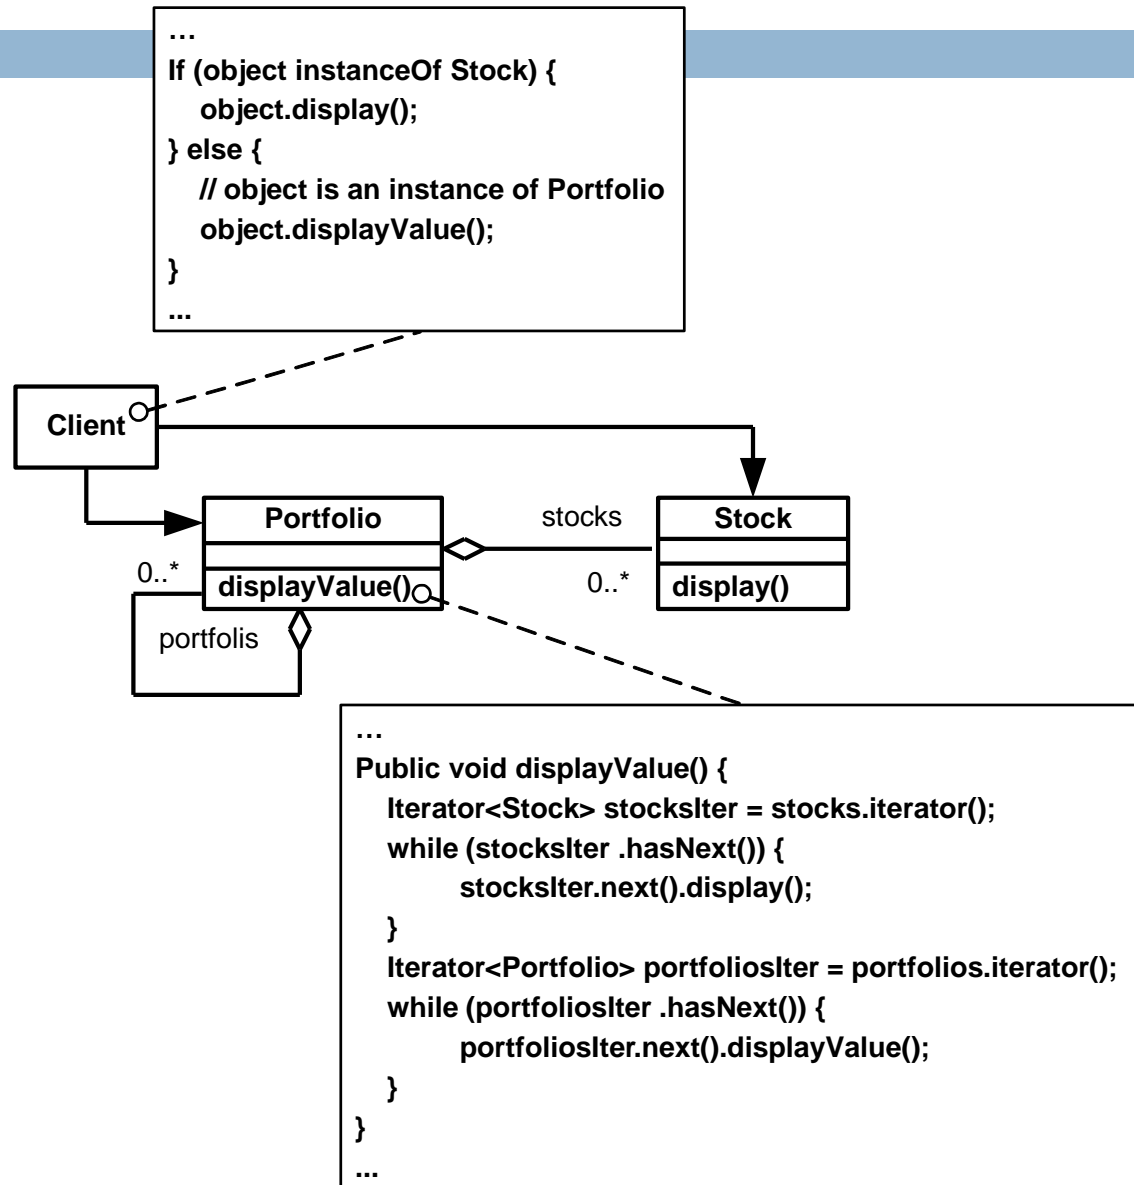 …
If (object instanceOf Stock) {
object.display();
} else {
// object is an instance of Portfolio
object.displayValue();
}
...
Client
Portfolio
stocks
Stock
0..*
displayValue()
0..*
display()
portfolis
…
Public void displayValue() {
Iterator<Stock> stocksIter = stocks.iterator();
while (stocksIter .hasNext()) {
stocksIter.next().display();
}
Iterator<Portfolio> portfoliosIter = portfolios.iterator();
while (portfoliosIter .hasNext()) {
portfoliosIter.next().displayValue();
}
}
...